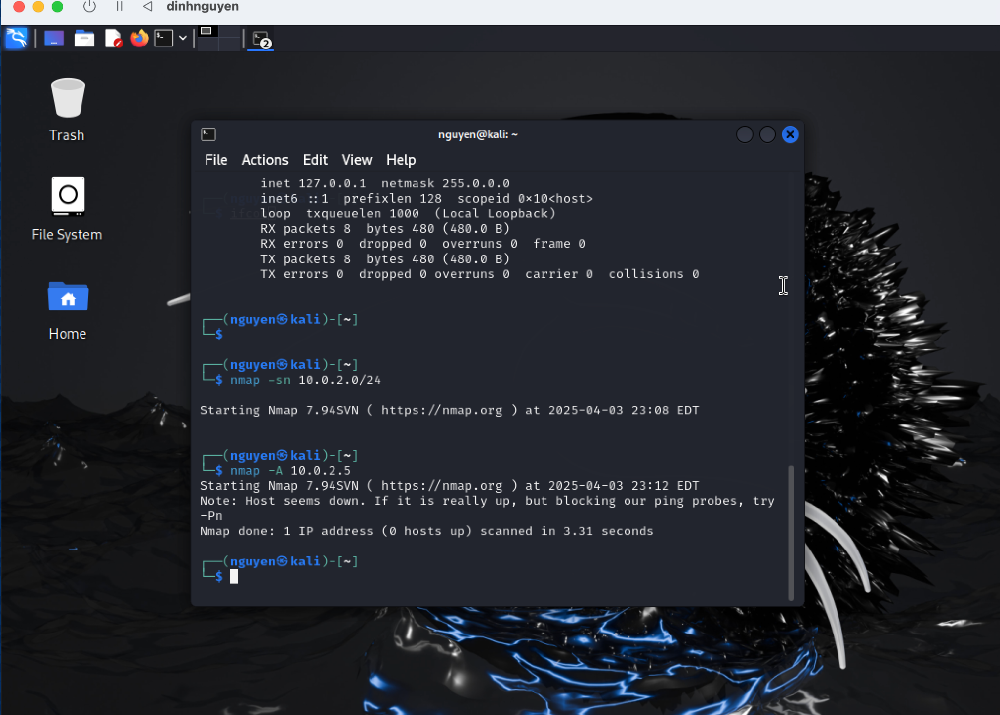 dinhnguyen
2
Trash
File System
Home
nguyen@kali: ~
File Actions Edit View Help
inet 127.0.0.1 netmask 255.0.0.0
inet6 ::1 prefixlen 128 scopeid 0×10<host>
loop txqueuelen 1000 (Local Loopback)
RX packets 8 bytes 480 (480.0 B)
RX errors 0 dropped 0 overruns 0 frame 0
TX packets 8 bytes 480 (480.0 B)
TX errors 0 dropped 0 overruns 0 carrier 0 collisions 0
┌──(nguyen㉿kali)-[~]
└─$
┌──(nguyen㉿kali)-[~]
└─$ nmap -sn 10.0.2.0/24
Starting Nmap 7.94SVN ( https://nmap.org ) at 2025-04-03 23:08 EDT
┌──(nguyen㉿kali)-[~]
└─$ nmap -A 10.0.2.5
Starting Nmap 7.94SVN ( https://nmap.org ) at 2025-04-03 23:12 EDT
Note: Host seems down. If it is really up, but blocking our ping probes, try
-Pn
Nmap done: 1 IP address (0 hosts up) scanned in 3.31 seconds
┌──(nguyen㉿kali)-[~]
└─$